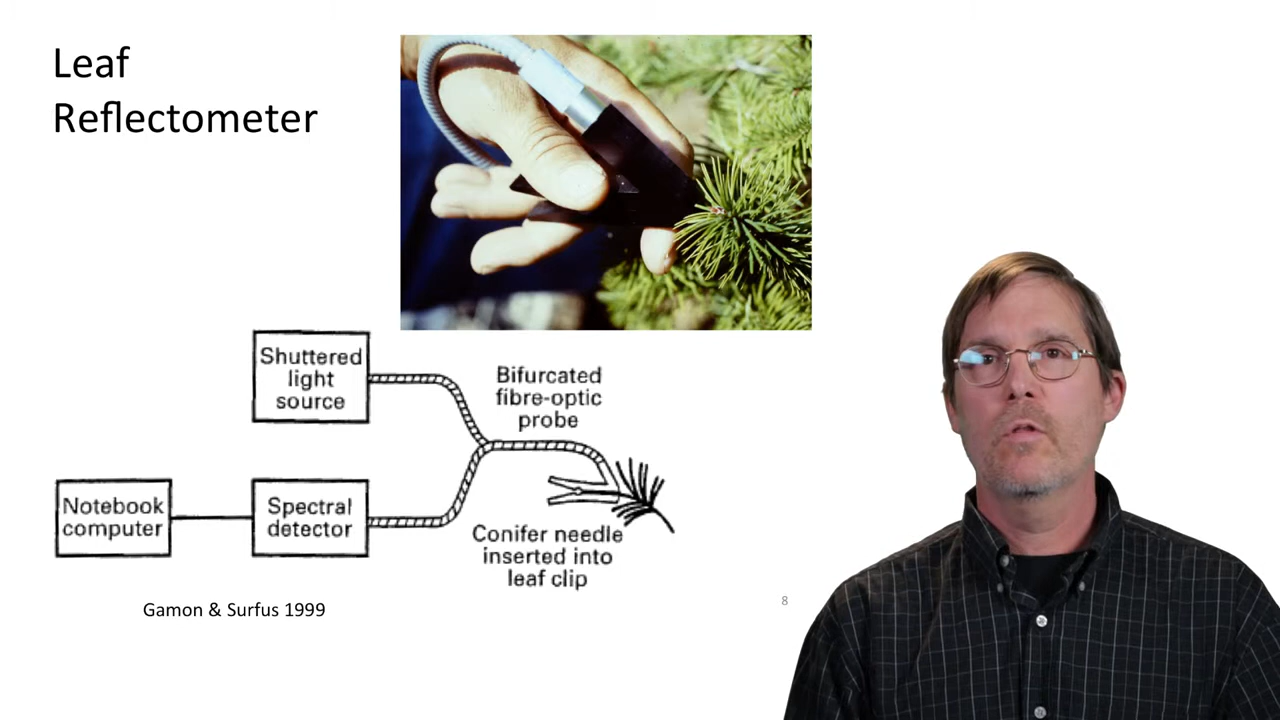 Leaf
Reflectometer
Shuttered
light
source
Bifurcated
fibre-optic
probe
Notebook
computer
Spectral
detector
Conifer needle
inserted into
leaf clip
Gamon & Surfus 1999
8